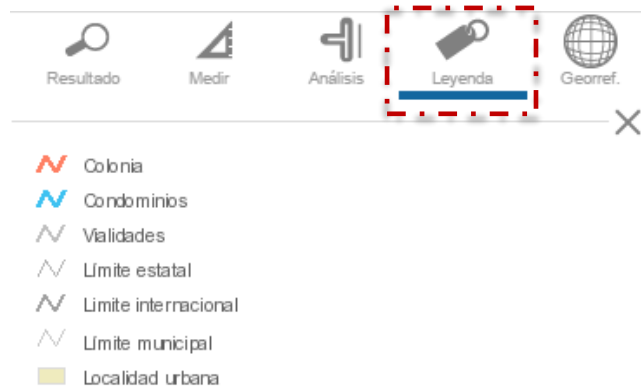 Resultado Medir Análisis Leyenda Georref.
Colonia
Condominios
Vialidades
Límite estatal
Limite internacional
Límite municipal
Localidad urbana